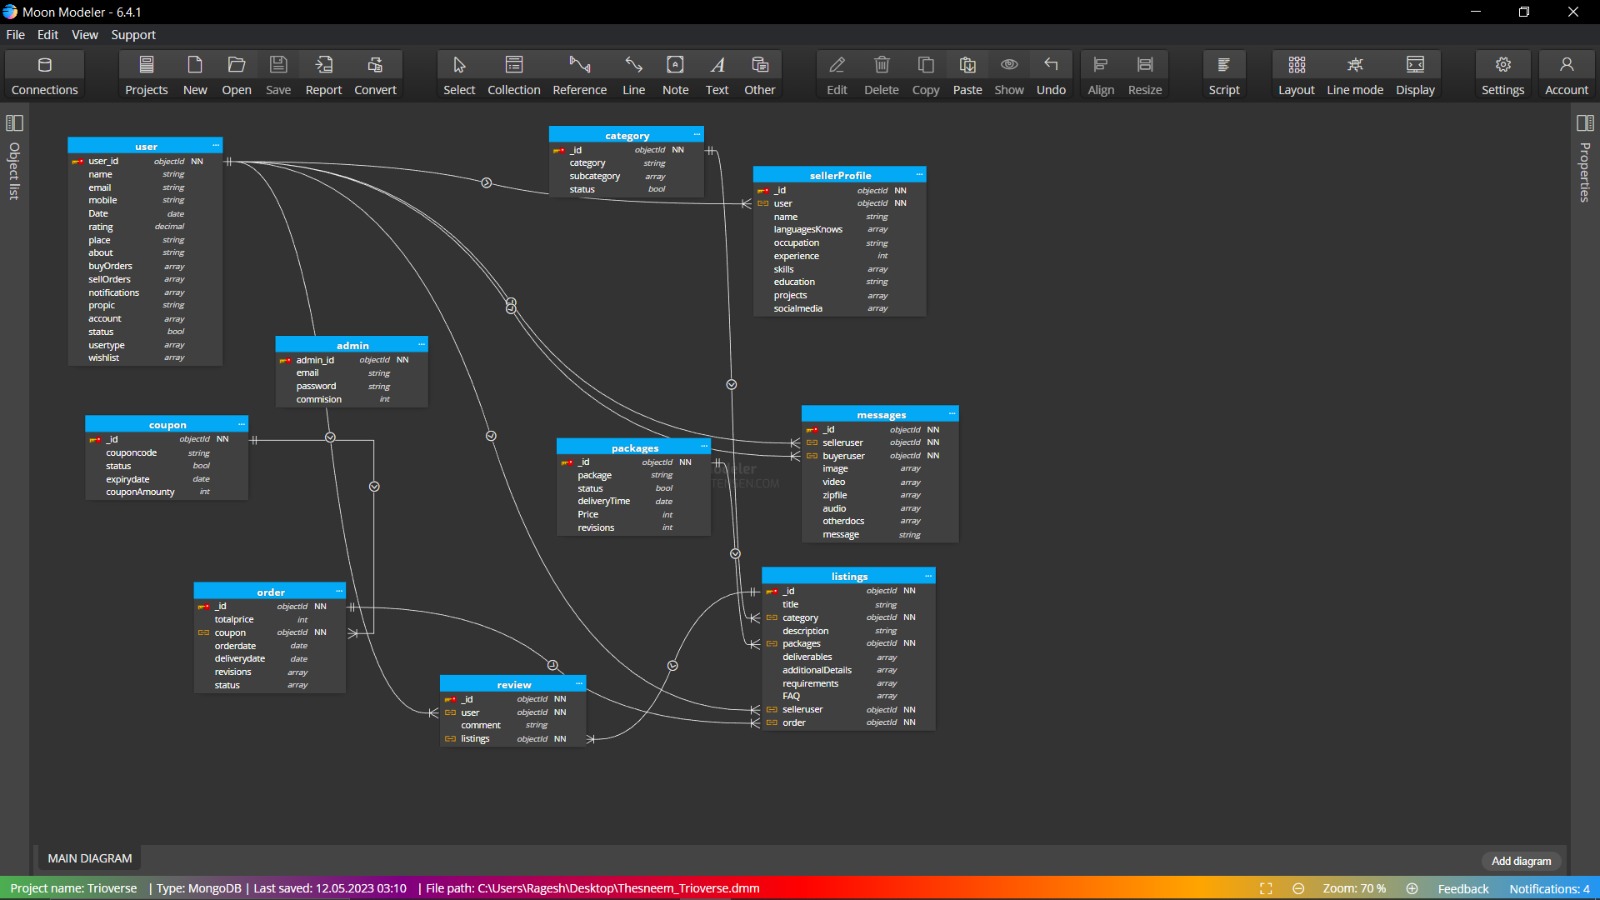 Moon Modeler - 6.4.1
File Edit View Support
Connections Projects New Open Save Report Convert Select Collection Reference Line Note Text Other Edit Delete Copy Paste Show Undo Align Resize Script Layout Line mode Display Settings Account
Object list
Properties
user
user_id objectId NN
name string
email string
mobile string
Date date
rating decimal
place string
about string
buyOrders array
sellOrders array
notifications array
propic string
account array
status bool
usertype array
wishlist array
category
_id objectId NN
category string
subcategory array
status bool
sellerProfile
_id objectId NN
user objectId NN
name string
languagesKnows array
occupation string
experience int
skills array
education string
projects array
socialmedia array
admin
admin_id objectId NN
email string
password string
commision int
coupon
_id objectId NN
couponcode string
status bool
expirydate date
couponAmounty int
packages
_id objectId NN
package string
status bool
deliveryTime date
Price int
revisions int
messages
_id objectId NN
selleruser objectId NN
buyeruser objectId NN
image array
video array
zipfile array
audio array
otherdocs array
message string
order
_id objectId NN
totalprice int
coupon objectId NN
orderdate date
deliverydate date
revisions array
status array
review
_id objectId NN
user objectId NN
comment string
listings objectId NN
listings
_id objectId NN
title string
category objectId NN
description string
packages objectId NN
deliverables array
additionalDetails array
requirements array
FAQ array
selleruser objectId NN
order objectId NN
MAIN DIAGRAM
Add diagram
Project name: Trioverse | Type: MongoDB | Last saved: 12.05.2023 03:10 | File path: C:\Users\Ragesh\Desktop\Thesneem_Trioverse.dmm Zoom: 70 % Feedback Notifications: 4